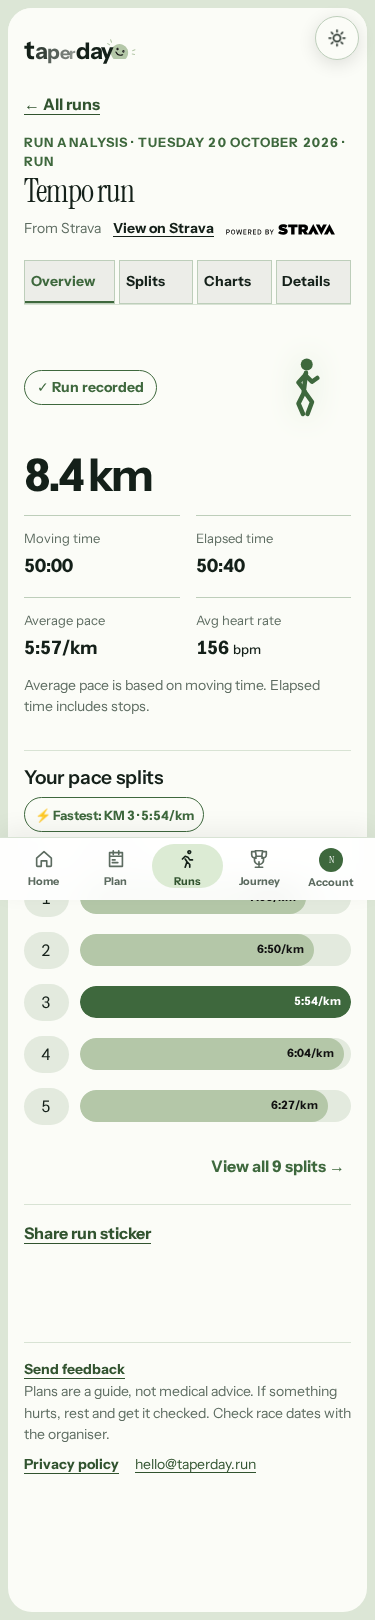 taperday
← All runs
RUN ANALYSIS · TUESDAY 20 OCTOBER 2026 ·
RUN
Tempo run
From Strava View on Strava POWERED BY STRAVA
Overview Splits Charts Details
✓ Run recorded
8.4 km
Moving time Elapsed time
50:00 50:40
Average pace Avg heart rate
5:57/km 156 bpm
Average pace is based on moving time. Elapsed
time includes stops.
Your pace splits
⚡ Fastest: KM 3 · 5:54/km
N
Home Plan Runs Journey Account
1
2 6:50/km
3 5:54/km
4 6:04/km
5 6:27/km
View all 9 splits →
Share run sticker
Send feedback
Plans are a guide, not medical advice. If something
hurts, rest and get it checked. Check race dates with
the organiser.
Privacy policy hello@taperday.run